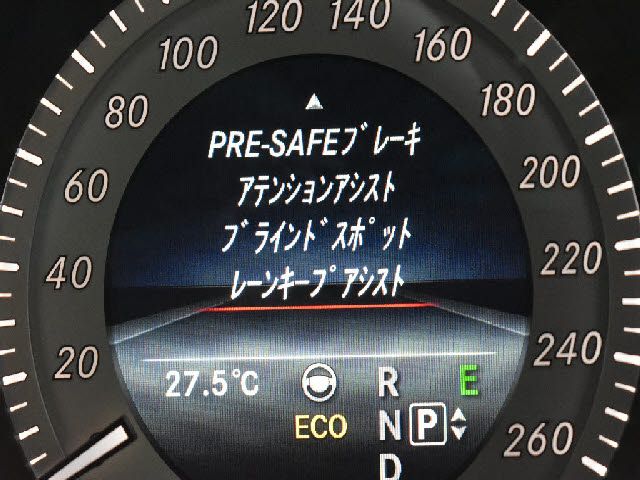 120 140
100 160
80 180
60 200
40 220
20 240
260
PRE-SAFEブレーキ
アテンションアシスト
ブラインドスポット
レーンキープアシスト
27.5℃ R E
ECO N P
D